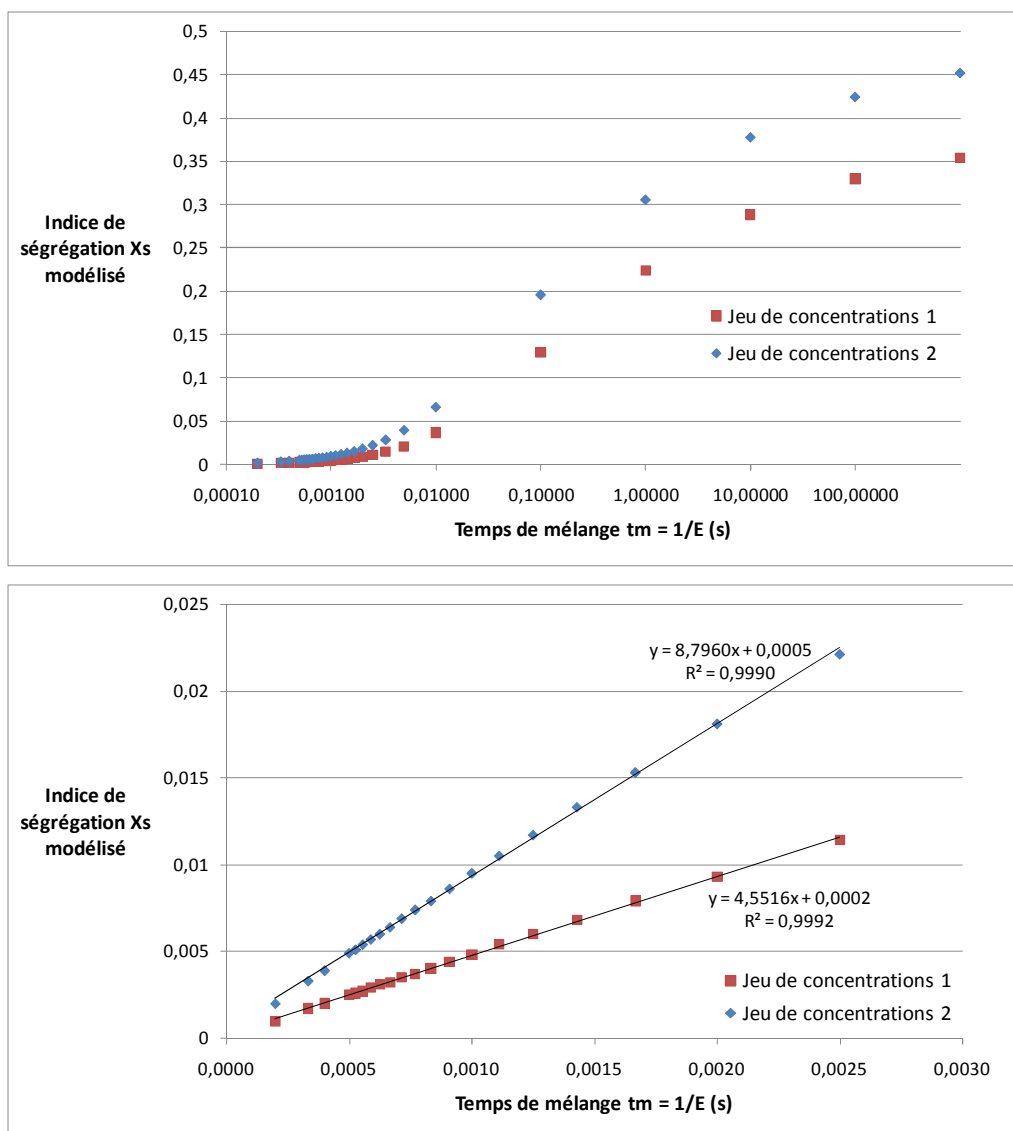 0,5
0,45
0,4
0,35
0,3
0,25
0,2
0,15
0,1
0,05
0
Indice de
ségrégation Xs
modélisé
Jeu de concentrations 1
Jeu de concentrations 2
0,00010 0,00100 0,01000 0,10000 1,00000 10,00000 100,00000
Temps de mélange tm = 1/E (s)
0,025
0,02
0,015
0,01
0,005
0
Indice de
ségrégation Xs
modélisé
y = 8,7960x + 0,0005
R² = 0,9990
y = 4,5516x + 0,0002
R² = 0,9992
Jeu de concentrations 1
Jeu de concentrations 2
0,0000 0,0005 0,0010 0,0015 0,0020 0,0025 0,0030
Temps de mélange tm = 1/E (s)